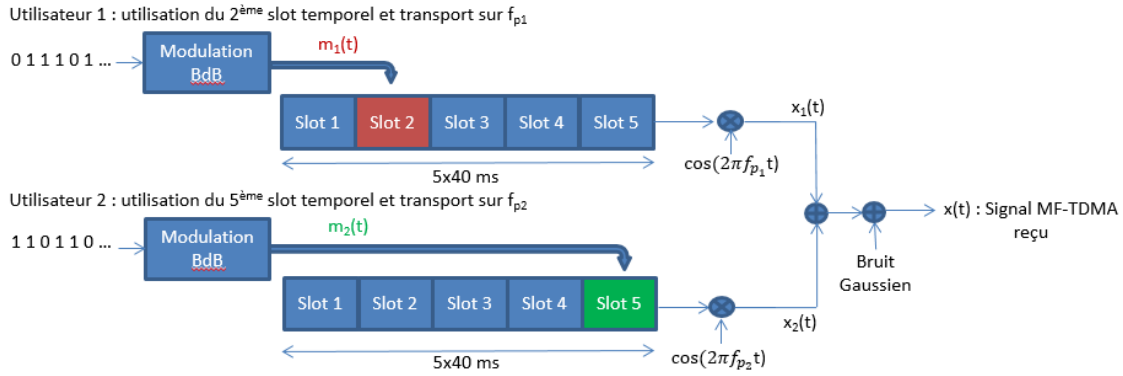 Utilisateur 1 : utilisation du 2ème slot temporel et transport sur fp1
0 1 1 1 0 1 ...
Modulation
BdB
m1(t)
Slot 1 Slot 2 Slot 3 Slot 4 Slot 5
x1(t)
cos(2πfp1t)
5x40 ms
Utilisateur 2 : utilisation du 5ème slot temporel et transport sur fp2
1 1 0 1 1 0 ...
Modulation
BdB
m2(t)
x(t) : Signal MF-TDMA
reçu
Bruit
Gaussien
Slot 1 Slot 2 Slot 3 Slot 4 Slot 5
x2(t)
cos(2πfp2t)
5x40 ms